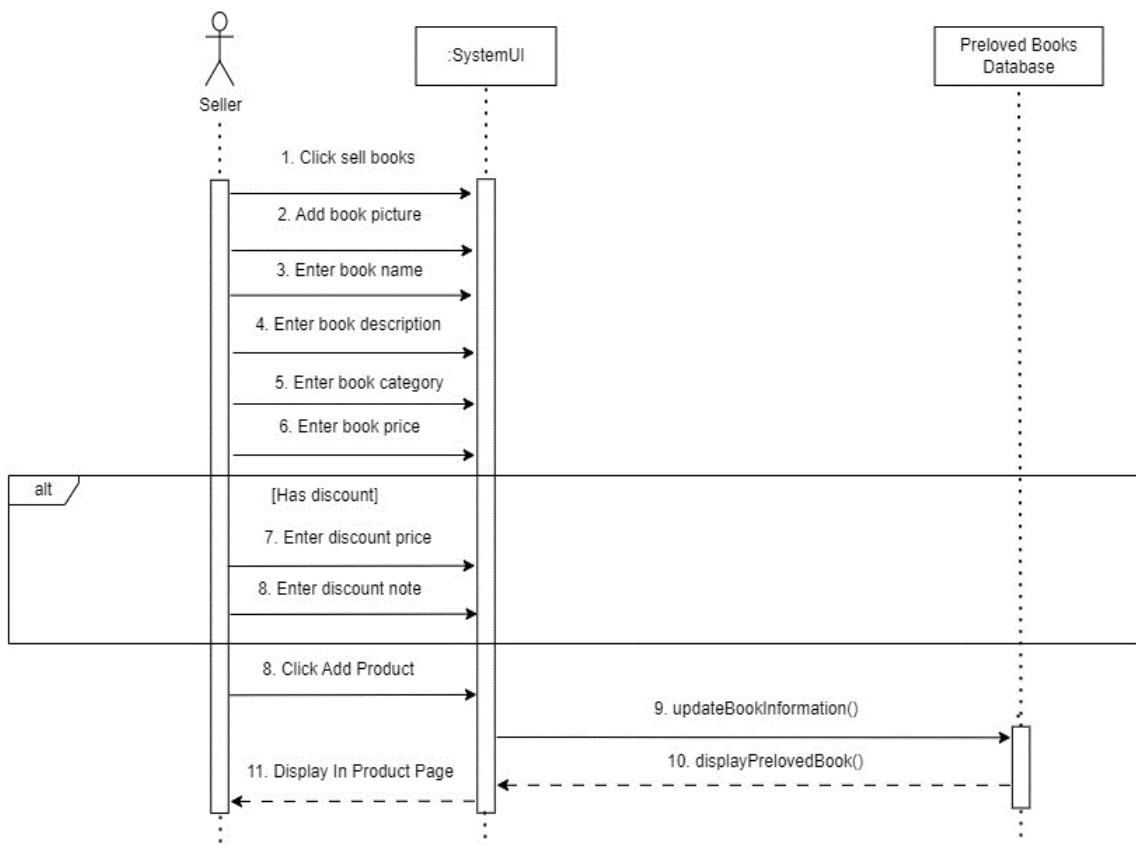 :SystemUI
Preloved Books
Database
Seller
1. Click sell books
2. Add book picture
3. Enter book name
4. Enter book description
5. Enter book category
6. Enter book price
alt
[Has discount]
7. Enter discount price
8. Enter discount note
8. Click Add Product
9. updateBookInformation()
10. displayPrelovedBook()
11. Display In Product Page